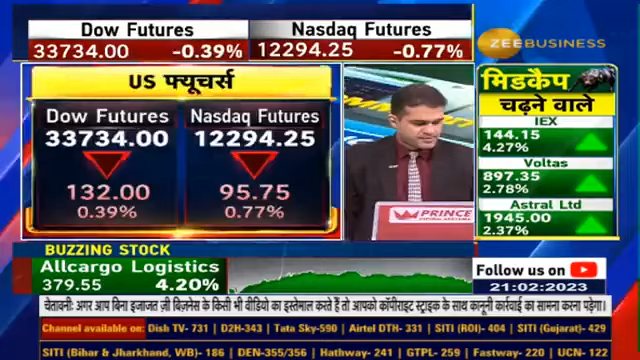 Dow Futures
33734.00 -0.39%
Nasdaq Futures
12294.25 -0.77%
ZEEBUSINESS
US फ्यूचर्स
Dow Futures
33734.00
132.00
0.39%
Nasdaq Futures
12294.25
95.75
0.77%
मिडकैप
चढ़ने वाले
IEX
144.15
4.27%
Voltas
897.35
2.78%
Astral Ltd
1945.00
2.37%
PRINCE
BUZZING STOCK
Allcargo Logistics
379.55 4.20%
Follow us on
21-02-2023
चेतावनी: अगर आप बिना इजाजत ज़ी बिज़नेस के किसी भी वीडियो का इस्तेमाल करते हैं तो आपको कॉपीराइट स्ट्राइक के साथ कानूनी कार्रवाई का सामना करना पड़ेगा.
Channel available on: Dish TV- 731 | D2H-343 | Tata Sky-590 | Airtel DTH- 331 | SITI (ROI) - 404 | SITI (Gujarat)- 429
SITI (Bihar & Jharkhand, WB)- 186 | DEN-355/356 | Hathway- 241 | GTPL- 259 | Fastway- 220 | UCN- 122